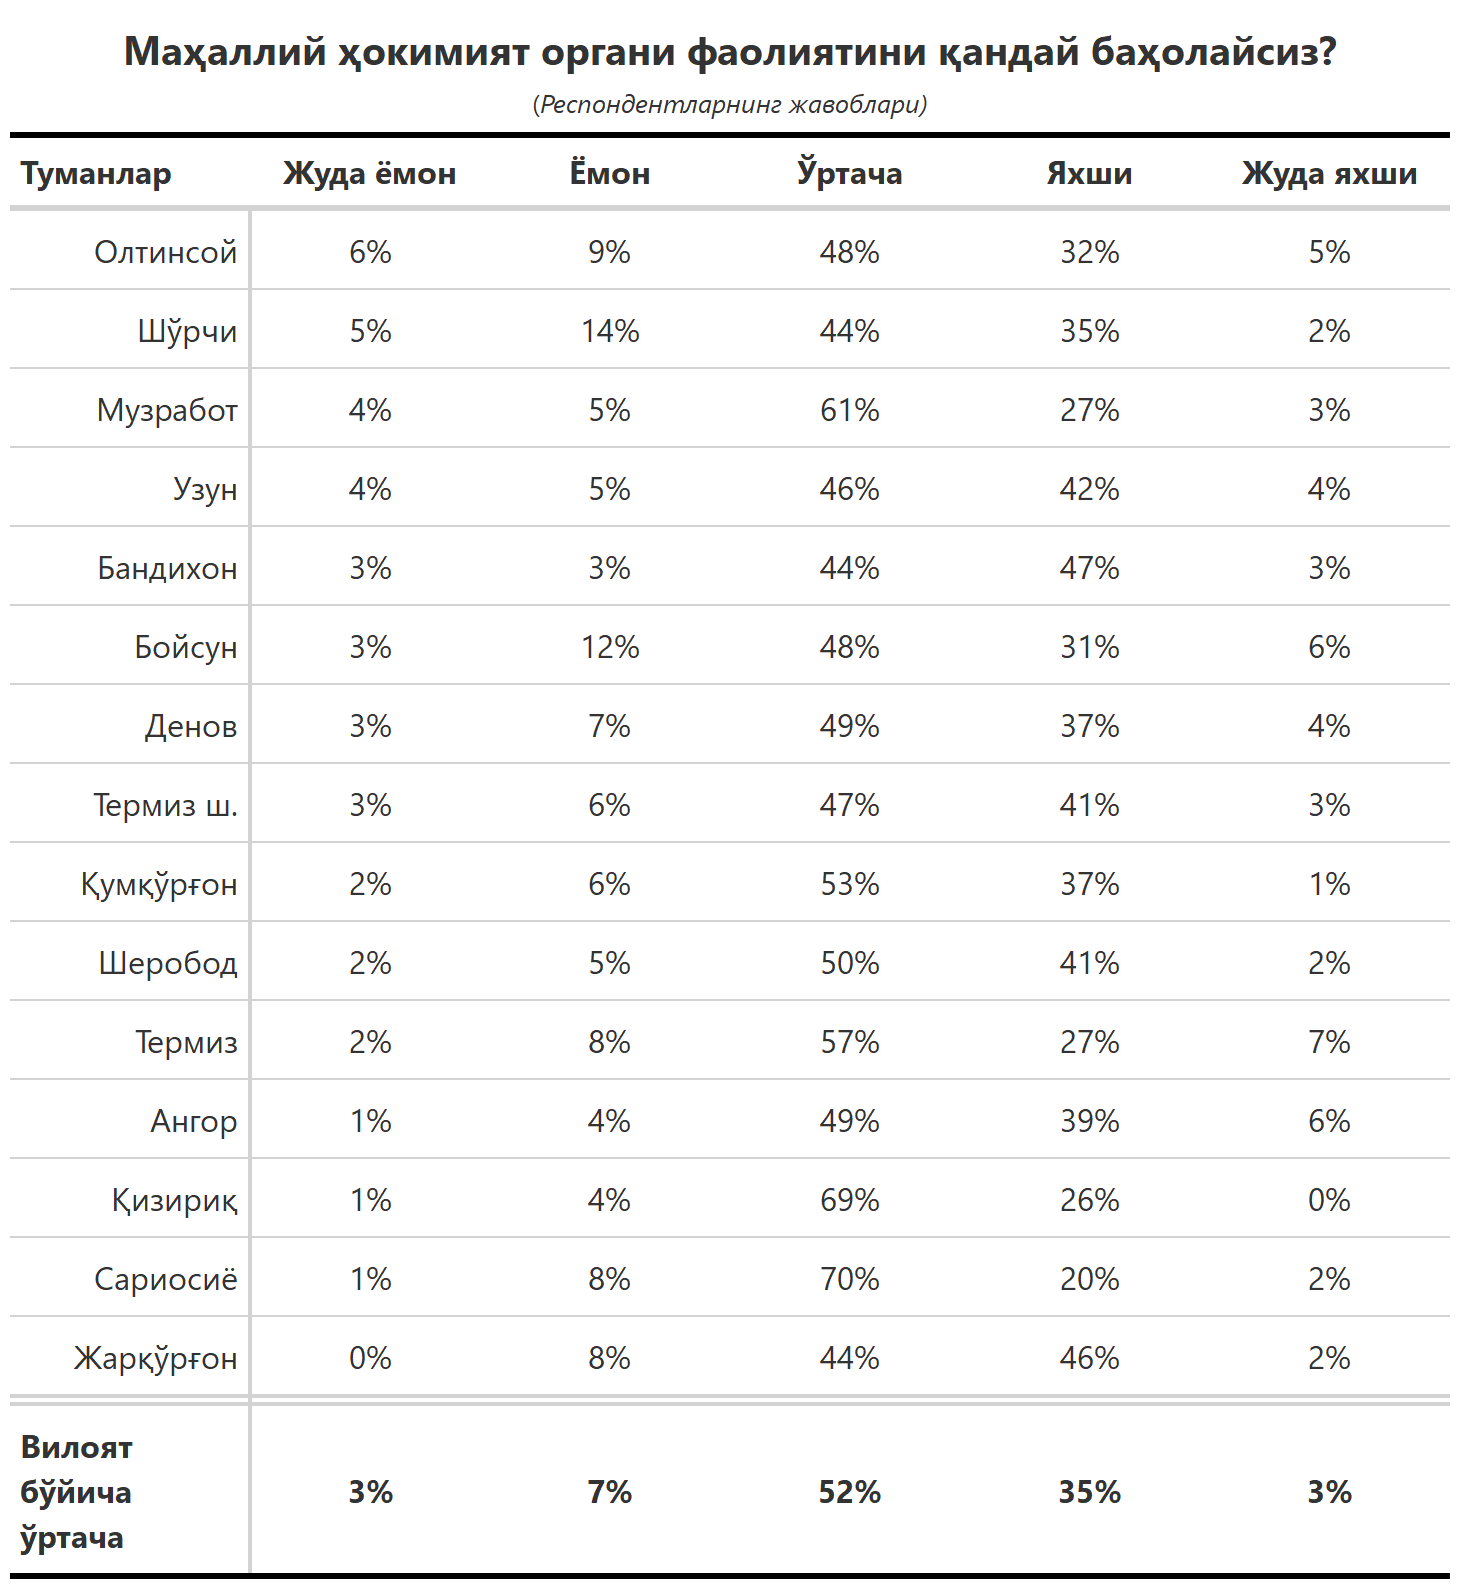 Маҳаллий ҳокимият органи фаолиятини қандай баҳолайсиз?
(Респондентларнинг жавоблари)
Туманлар Жуда ёмон Ёмон Ўртача Яхши Жуда яхши
Олтинсой 6% 9% 48% 32% 5%
Шўрчи 5% 14% 44% 35% 2%
Музработ 4% 5% 61% 27% 3%
Узун 4% 5% 46% 42% 4%
Бандихон 3% 3% 44% 47% 3%
Бойсун 3% 12% 48% 31% 6%
Денов 3% 7% 49% 37% 4%
Термиз ш. 3% 6% 47% 41% 3%
Қумқўрғон 2% 6% 53% 37% 1%
Шеробод 2% 5% 50% 41% 2%
Термиз 2% 8% 57% 27% 7%
Ангор 1% 4% 49% 39% 6%
Қизириқ 1% 4% 69% 26% 0%
Сариосиё 1% 8% 70% 20% 2%
Жарқўрғон 0% 8% 44% 46% 2%
Вилоят
бўйича 3% 7% 52% 35% 3%
ўртача